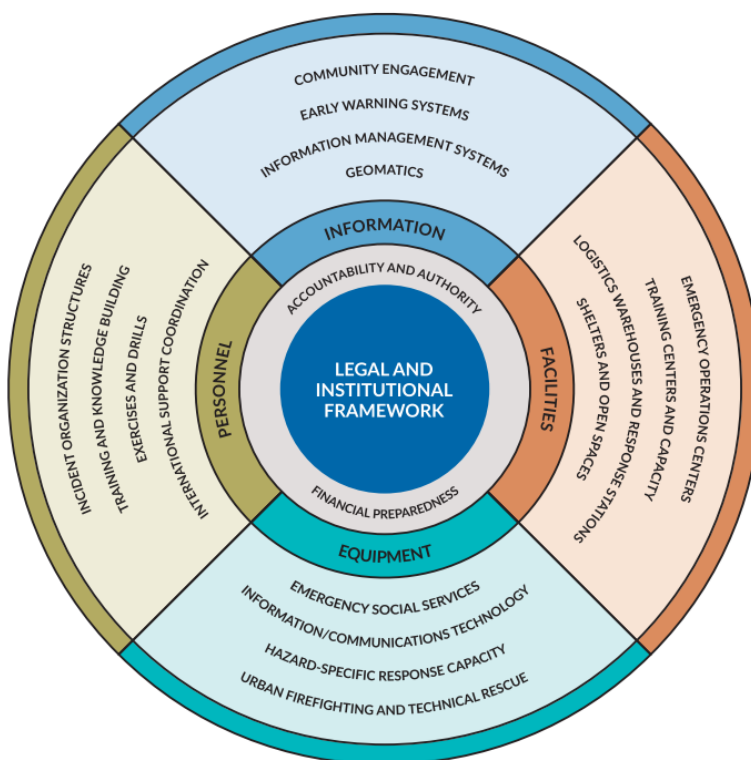 COMMUNITY ENGAGEMENT
EARLY WARNING SYSTEMS
INFORMATION MANAGEMENT SYSTEMS
GEOMATICS
INFORMATION
ACCOUNTABILITY AND AUTHORITY
LEGAL AND
INSTITUTIONAL
FRAMEWORK
FINANCIAL PREPAREDNESS
FACILITIES
EMERGENCY OPERATIONS CENTERS
TRAINING CENTERS AND CAPACITY
LOGISTICS WAREHOUSES AND RESPONSE STATIONS
SHELTERS AND OPEN SPACES
EQUIPMENT
EMERGENCY SOCIAL SERVICES
INFORMATION/COMMUNICATIONS TECHNOLOGY
HAZARD-SPECIFIC RESPONSE CAPACITY
URBAN FIREFIGHTING AND TECHNICAL RESCUE
PERSONNEL
INCIDENT ORGANIZATION STRUCTURES
TRAINING AND KNOWLEDGE BUILDING
EXERCISES AND DRILLS
INTERNATIONAL SUPPORT COORDINATION